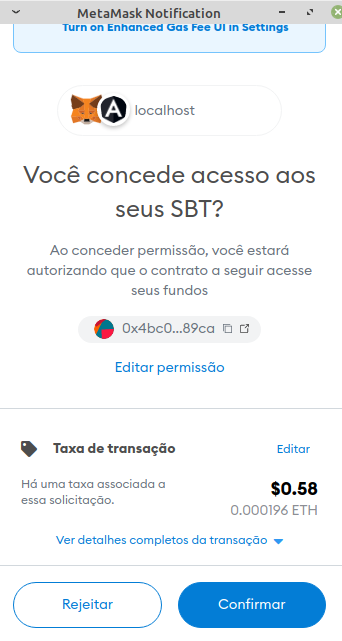 MetaMask Notification
Turn on Enhanced Gas Fee UI in Settings
localhost
Você concede acesso aos
seus SBT?
Ao conceder permissão, você estará
autorizando que o contrato a seguir acesse
seus fundos
0x4bc0...89ca
Editar permissão
Taxa de transação
Editar
Há uma taxa associada a
essa solicitação.
$0.58
0.000196 ETH
Ver detalhes completos da transação
Rejeitar
Confirmar